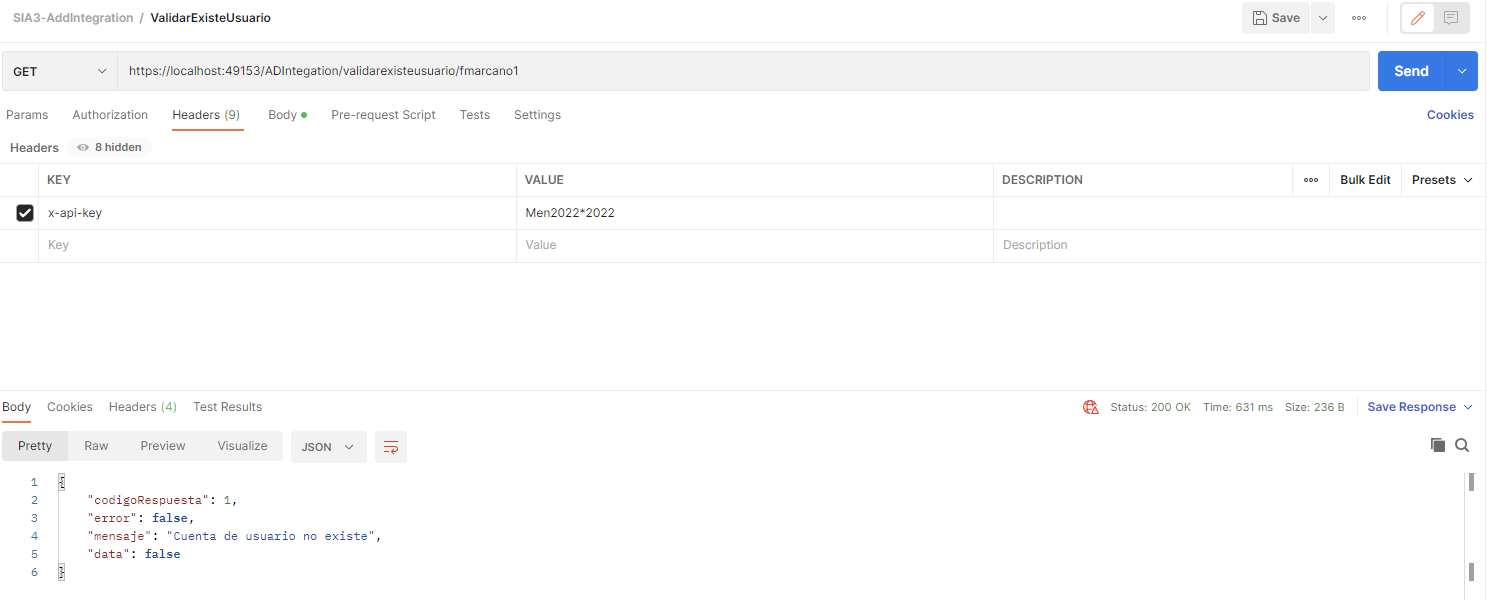 SIA3-AddIntegration / ValidarExisteUsuario
Save
GET
https://localhost:49153/ADIntegation/validarexisteusuario/fmarcano1
Send
Params Authorization Headers (9) Body Pre-request Script Tests Settings Cookies
Headers 8 hidden
KEY VALUE DESCRIPTION Bulk Edit Presets
x-api-key Men2022*2022
Key Value Description
Body Cookies Headers (4) Test Results Status: 200 OK Time: 631 ms Size: 236 B Save Response
Pretty Raw Preview Visualize JSON
1 {
2 "codigoRespuesta": 1,
3 "error": false,
4 "mensaje": "Cuenta de usuario no existe",
5 "data": false
6 }